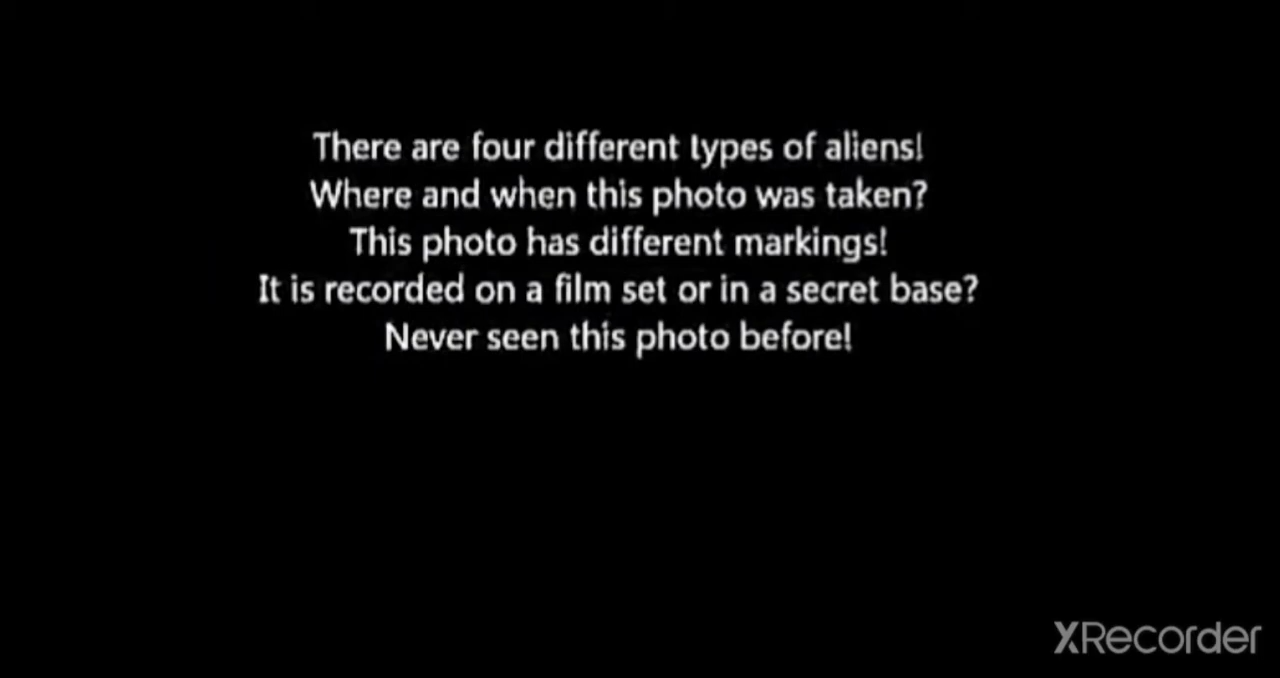 There are four different types of aliens!
Where and when this photo was taken?
This photo has different markings!
It is recorded on a film set or in a secret base?
Never seen this photo before!
XRecorder